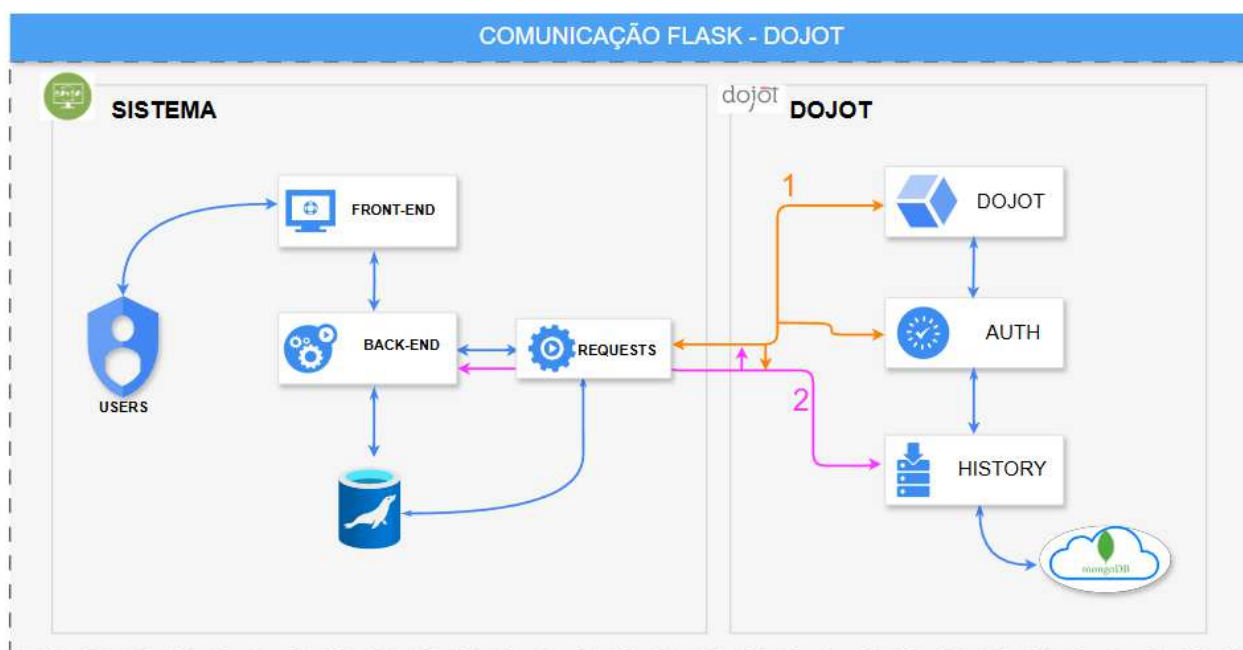 COMUNICAÇÃO FLASK - DOJOT
SISTEMA
dojot
DOJOT
1
DOJOT
FRONT-END
AUTH
BACK-END
REQUESTS
USERS
2
HISTORY
mongoDB